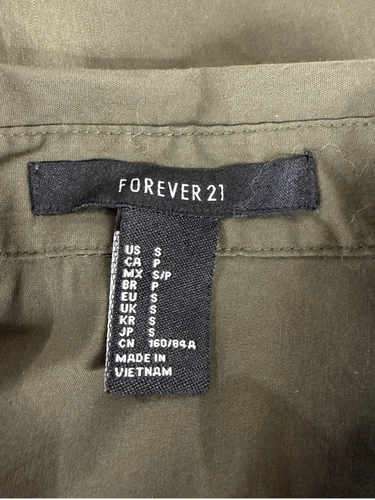 FOREVER 21
US S
CA P
MX S/P
BR P
EU S
UK S
KR S
JP S
CN 160/84A
MADE IN
VIETNAM